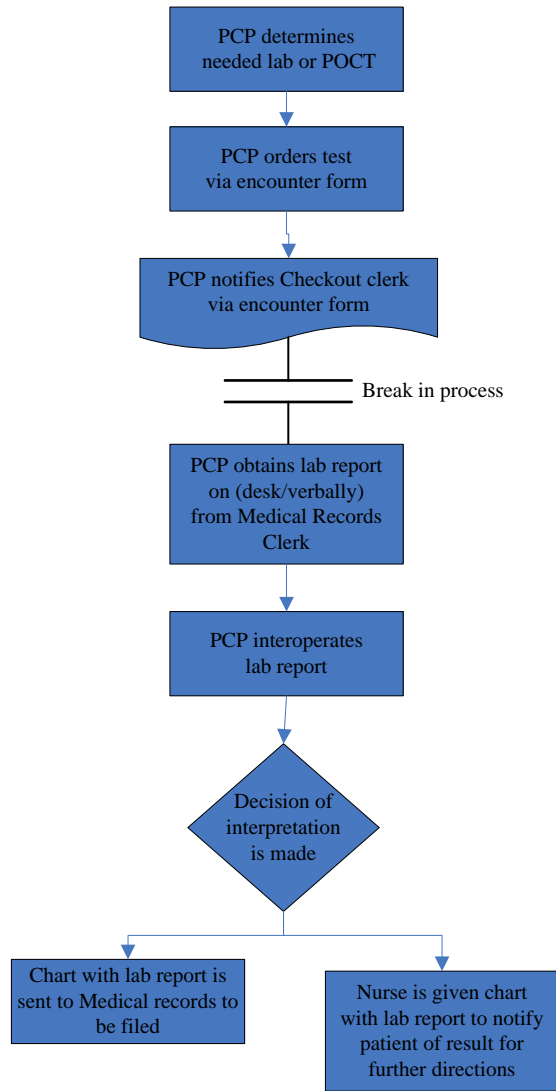 PCP determines
needed lab or POCT
PCP orders test
via encounter form
PCP notifies Checkout clerk
via encounter form
Break in process
PCP obtains lab report
on (desk/verbally)
from Medical Records
Clerk
PCP interoperates
lab report
Decision of
interpretation
is made
Chart with lab report is
sent to Medical records to
be filed
Nurse is given chart
with lab report to notify
patient of result for
further directions